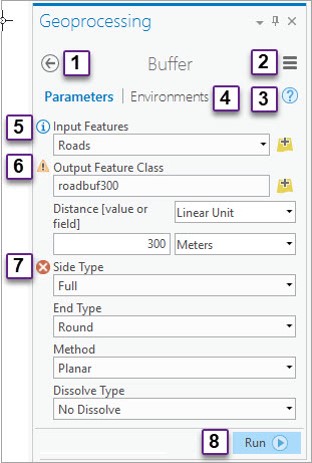 Geoprocessing
1 Buffer 2
Parameters | Environments 4 3 ?
5 Input Features
Roads
6 Output Feature Class
roadbuf300
Distance [value or
field] Linear Unit
300 Meters
7 Side Type
Full
End Type
Round
Method
Planar
Dissolve Type
No Dissolve
8 Run